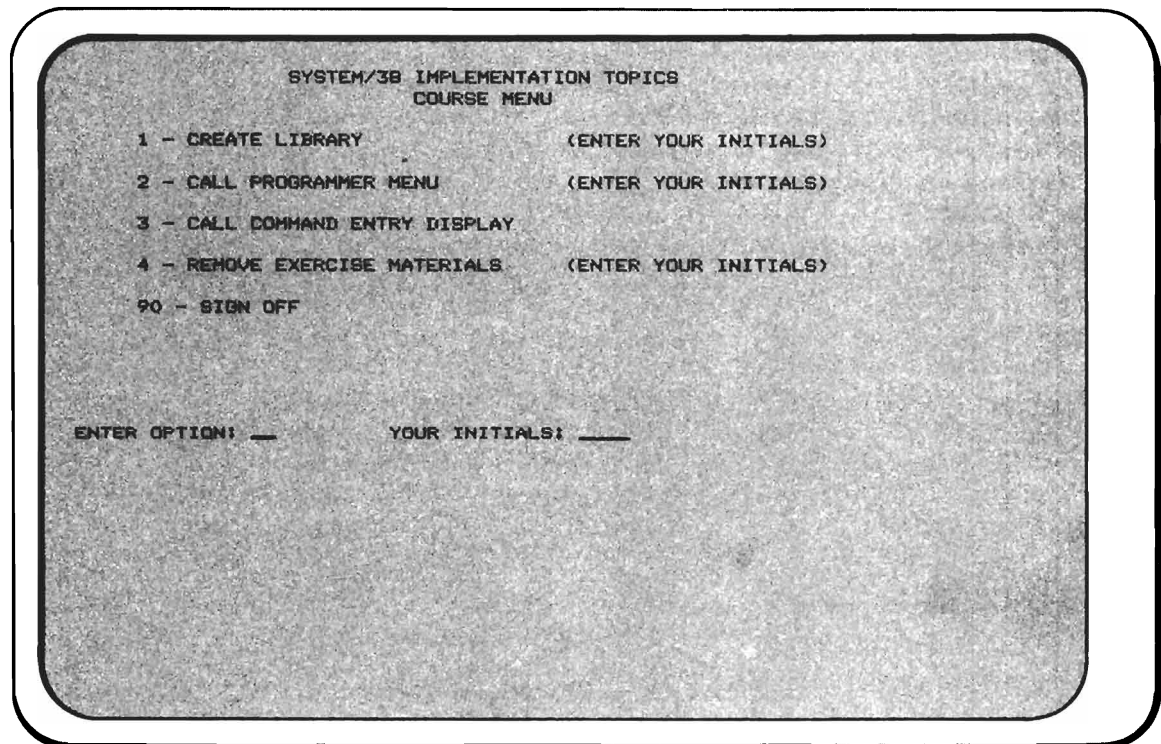 SYSTEM/38 IMPLEMENTATION TOPICS
COURSE MENU
1 - CREATE LIBRARY (ENTER YOUR INITIALS)
2 - CALL PROGRAMMER MENU (ENTER YOUR INITIALS)
3 - CALL COMMAND ENTRY DISPLAY
4 - REMOVE EXERCISE MATERIALS (ENTER YOUR INITIALS)
90 - SIGN OFF
ENTER OPTION: __ YOUR INITIALS: ____